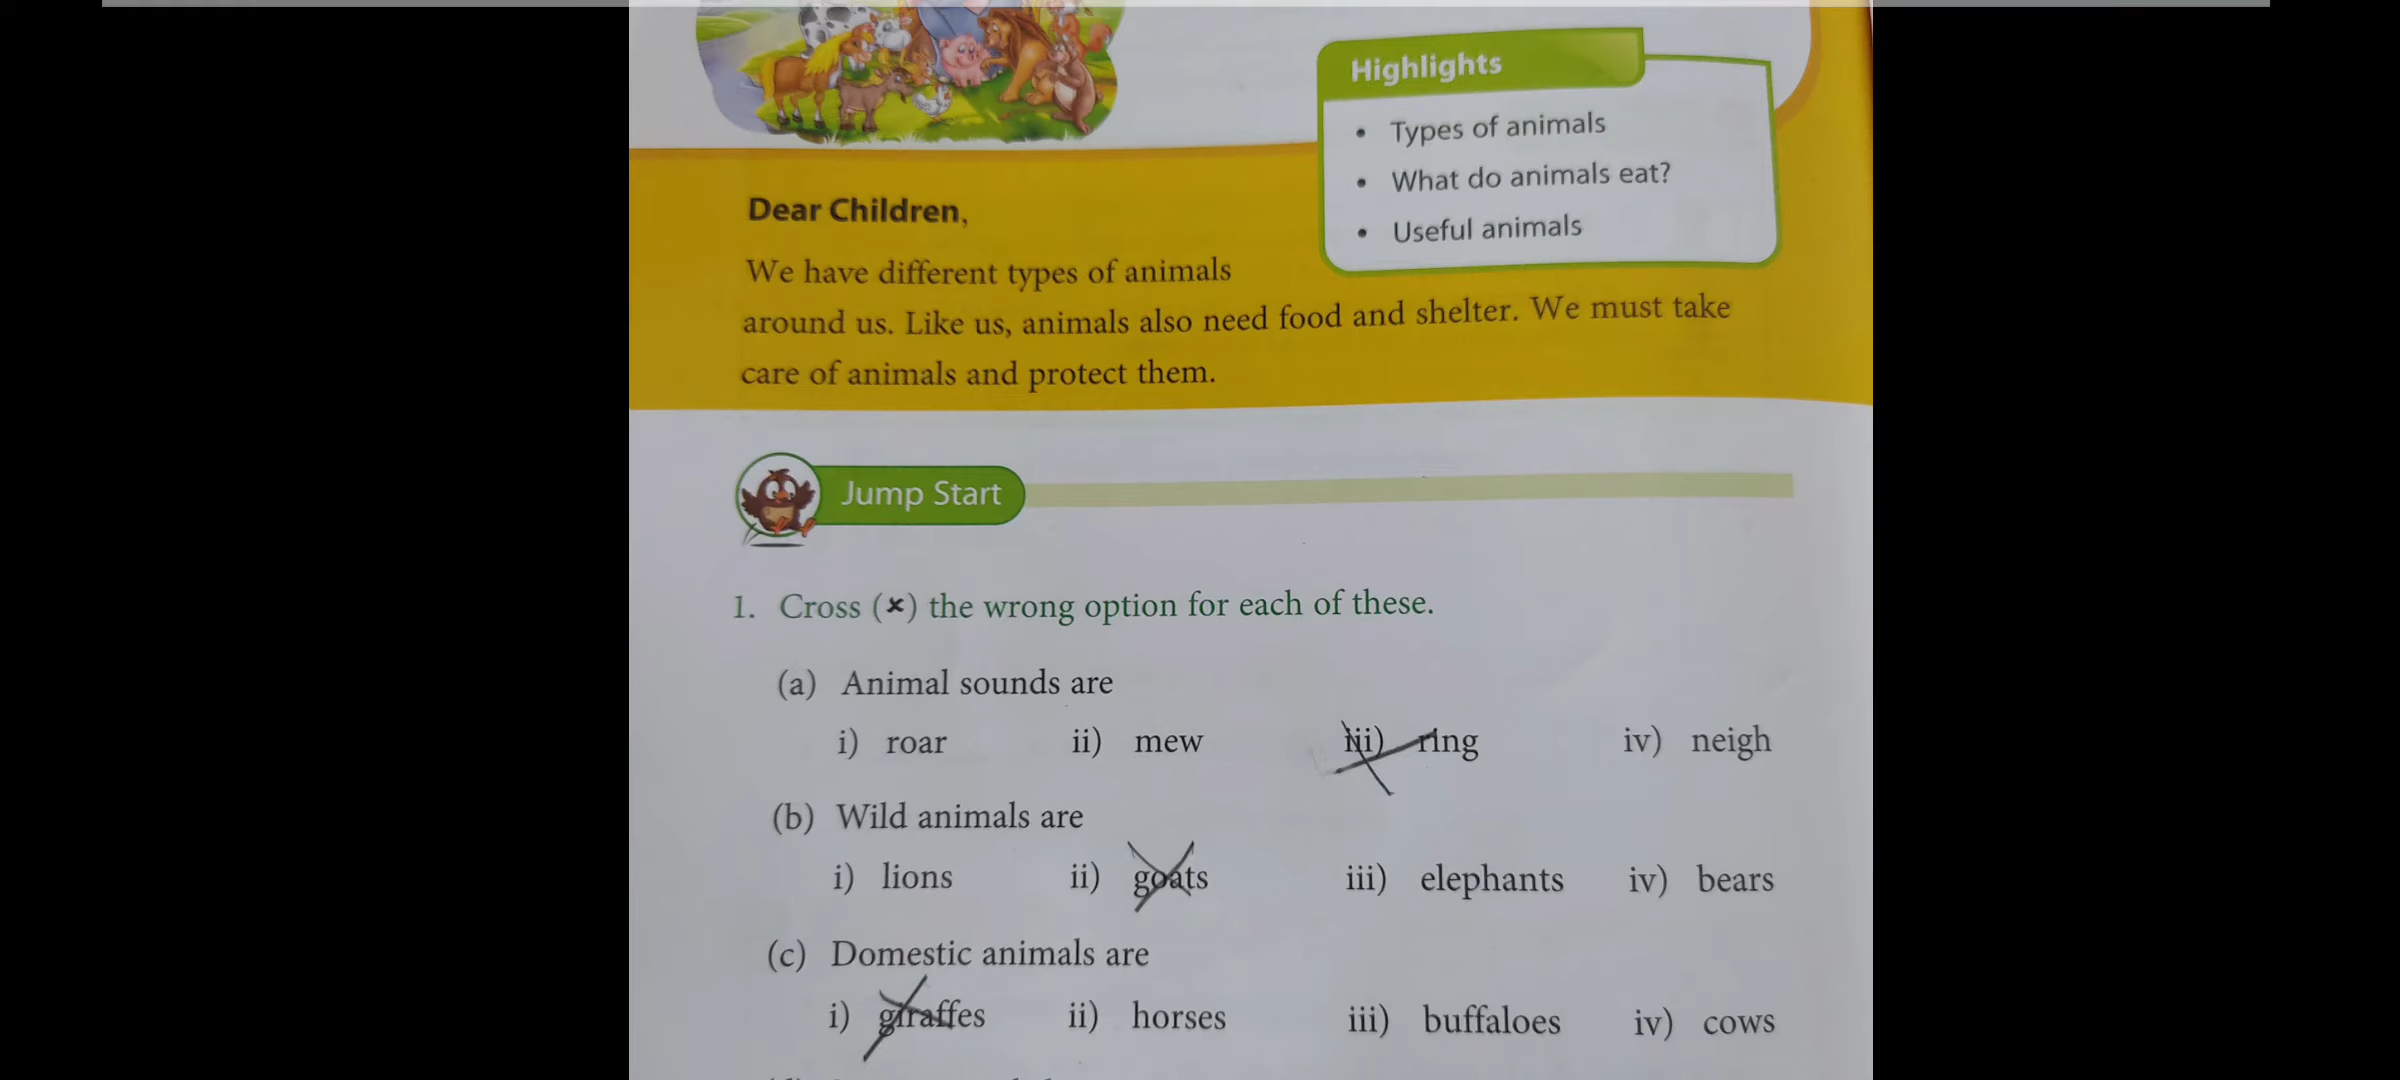 Highlights
• Types of animals
• What do animals eat?
• Useful animals
Dear Children,
We have different types of animals
around us. Like us, animals also need food and shelter. We must take
care of animals and protect them.
Jump Start
1. Cross (✖) the wrong option for each of these.
(a) Animal sounds are
i) roar ii) mew iii) ring iv) neigh
(b) Wild animals are
i) lions ii) goats iii) elephants iv) bears
(c) Domestic animals are
i) giraffes ii) horses iii) buffaloes iv) cows